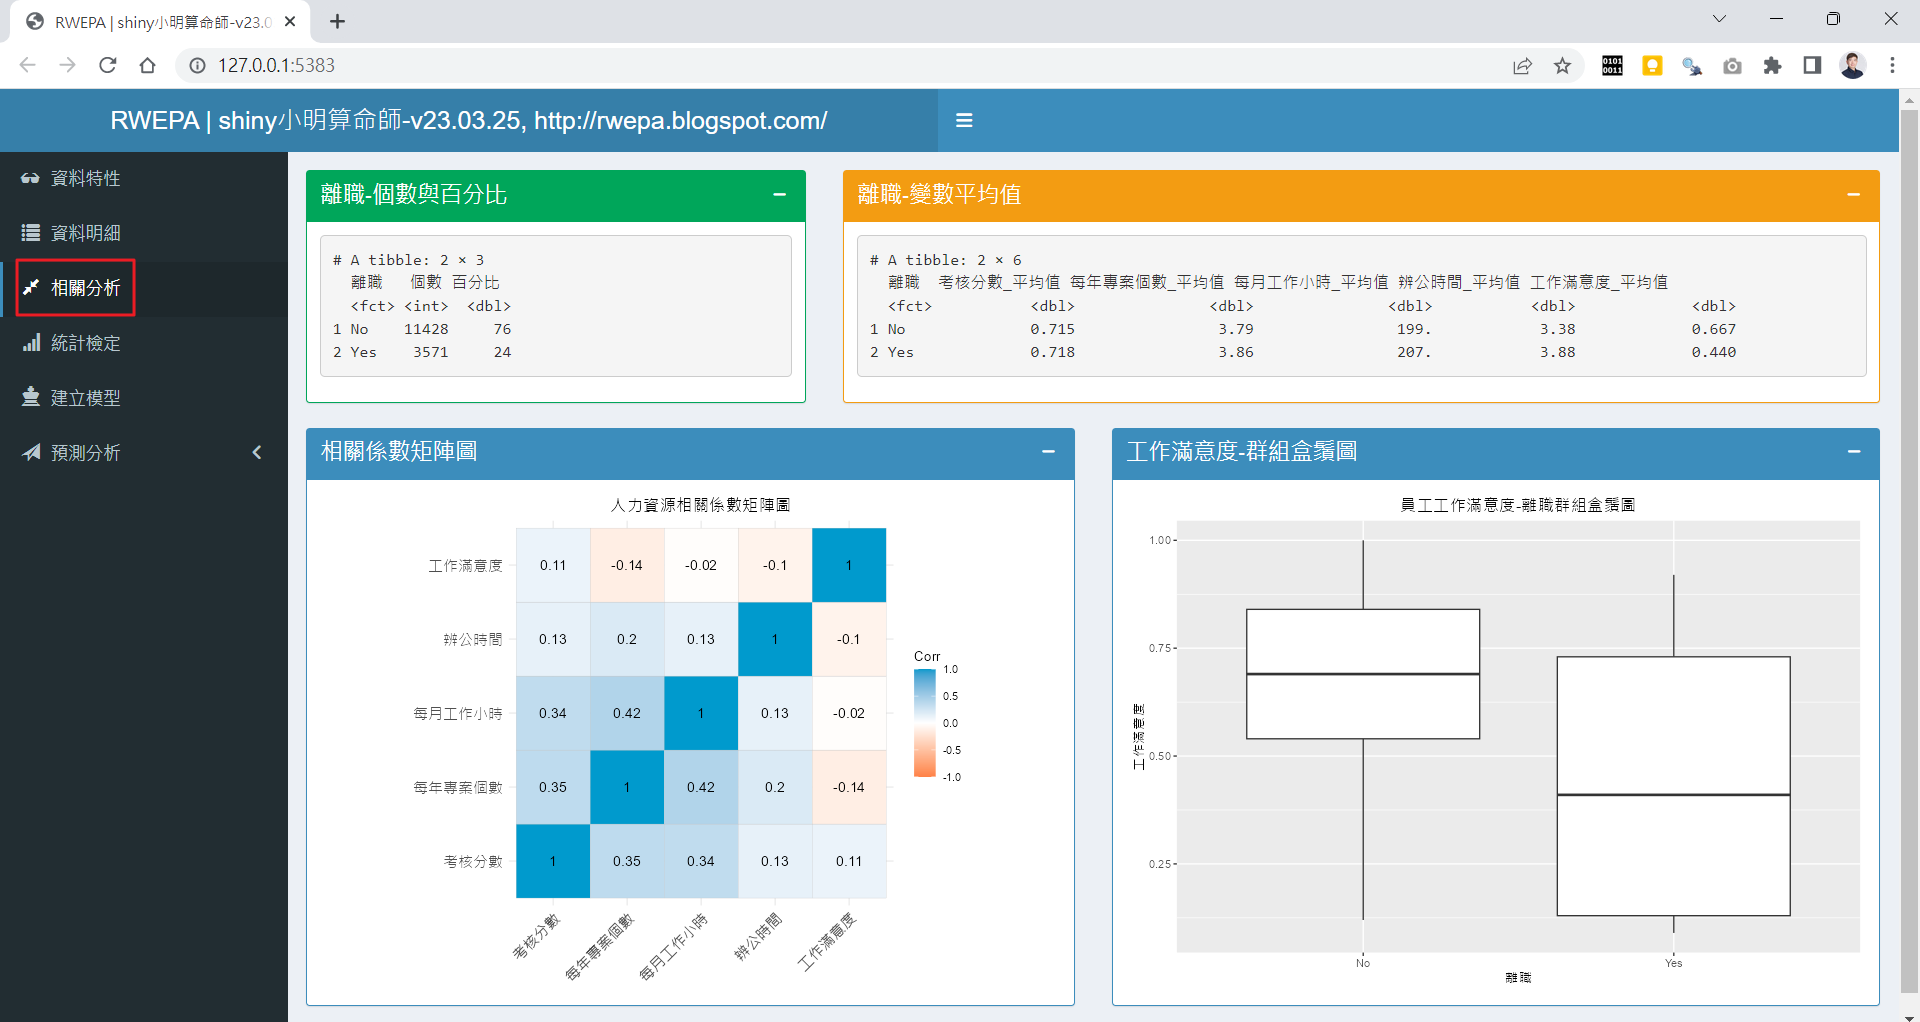 RWEPA | shiny小明算命師-v23.0
127.0.0.1:5383
0101
0011
RWEPA | shiny小明算命師-v23.03.25, http://rwepa.blogspot.com/
資料特性
資料明細
相關分析
統計檢定
建立模型
預測分析
離職-個數與百分比
# A tibble: 2 × 3
離職 個數 百分比
<fct> <int> <dbl>
1 No 11428 76
2 Yes 3571 24
離職-變數平均值
# A tibble: 2 × 6
離職 考核分數_平均值 每年專案個數_平均值 每月工作小時_平均值 辨公時間_平均值 工作滿意度_平均值
<fct> <dbl> <dbl> <dbl> <dbl> <dbl>
1 No 0.715 3.79 199. 3.38 0.667
2 Yes 0.718 3.86 207. 3.88 0.440
相關係數矩陣圖
人力資源相關係數矩陣圖
工作滿意度 0.11 -0.14 -0.02 -0.1 1
辨公時間 0.13 0.2 0.13 1 -0.1
每月工作小時 0.34 0.42 1 0.13 -0.02
每年專案個數 0.35 1 0.42 0.2 -0.14
考核分數 1 0.35 0.34 0.13 0.11
考核分數 每年專案個數 每月工作小時 辨公時間 工作滿意度
Corr
1.0
0.5
0.0
-0.5
-1.0
工作滿意度-群組盒鬚圖
員工工作滿意度-離職群組盒鬚圖
工作滿意度
1.00
0.75
0.50
0.25
No Yes
離職